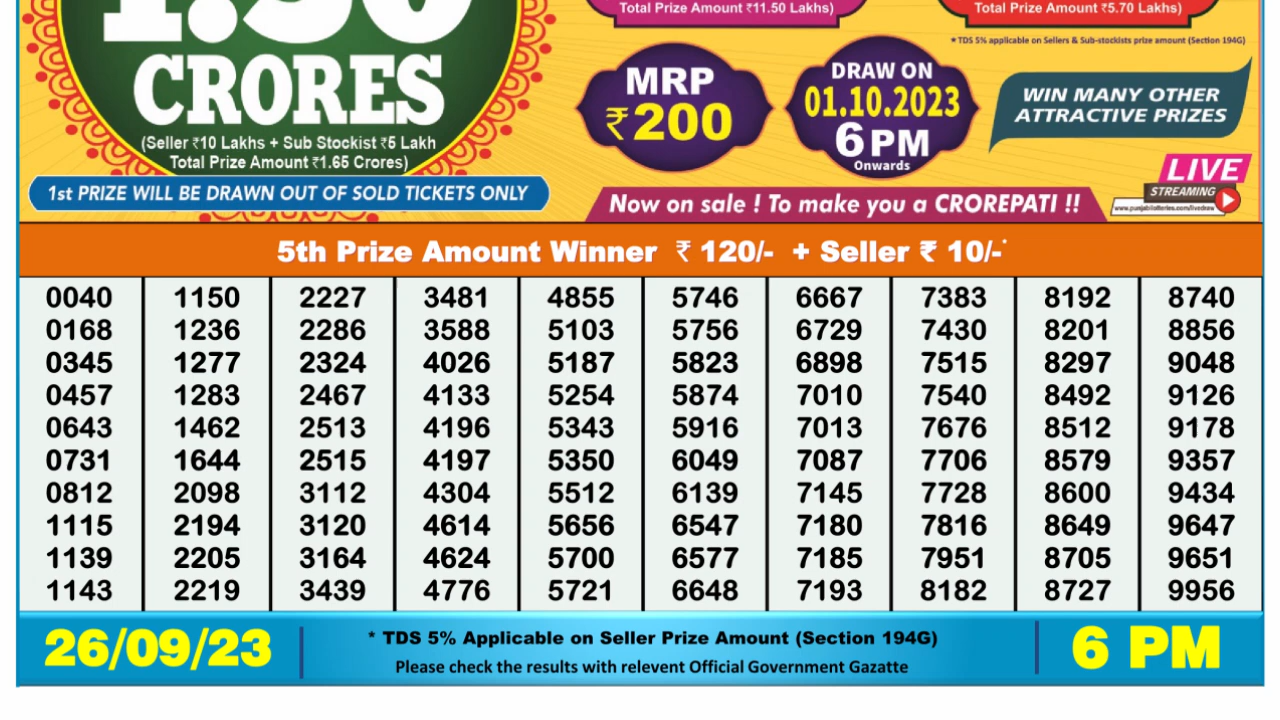 1.50
CRORES
(Seller ₹10 Lakhs + Sub Stockist ₹5 Lakh
Total Prize Amount ₹1.65 Crores)
1st PRIZE WILL BE DRAWN OUT OF SOLD TICKETS ONLY
Total Prize Amount ₹11.50 Lakhs)
Total Prize Amount ₹5.70 Lakhs)
* TDS 5% applicable on Sellers & Sub-stockists prize amount (Section 194G)
MRP
₹200
DRAW ON
01.10.2023
6 PM
Onwards
WIN MANY OTHER
ATTRACTIVE PRIZES
LIVE
STREAMING
www.punjablotteries.com/livedraw
Now on sale ! To make you a CROREPATI !!
5th Prize Amount Winner ₹ 120/- + Seller ₹ 10/-*
0040 1150 2227 3481 4855 5746 6667 7383 8192 8740
0168 1236 2286 3588 5103 5756 6729 7430 8201 8856
0345 1277 2324 4026 5187 5823 6898 7515 8297 9048
0457 1283 2467 4133 5254 5874 7010 7540 8492 9126
0643 1462 2513 4196 5343 5916 7013 7676 8512 9178
0731 1644 2515 4197 5350 6049 7087 7706 8579 9357
0812 2098 3112 4304 5512 6139 7145 7728 8600 9434
1115 2194 3120 4614 5656 6547 7180 7816 8649 9647
1139 2205 3164 4624 5700 6577 7185 7951 8705 9651
1143 2219 3439 4776 5721 6648 7193 8182 8727 9956
26/09/23
* TDS 5% Applicable on Seller Prize Amount (Section 194G)
Please check the results with relevent Official Government Gazatte
6 PM